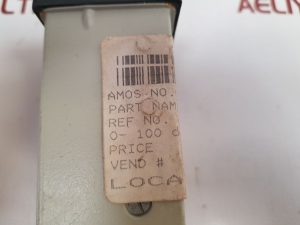 AMOS-NO.
PART NAM
REF NO.
0- 100 d
PRICE
VEND #
LOCA